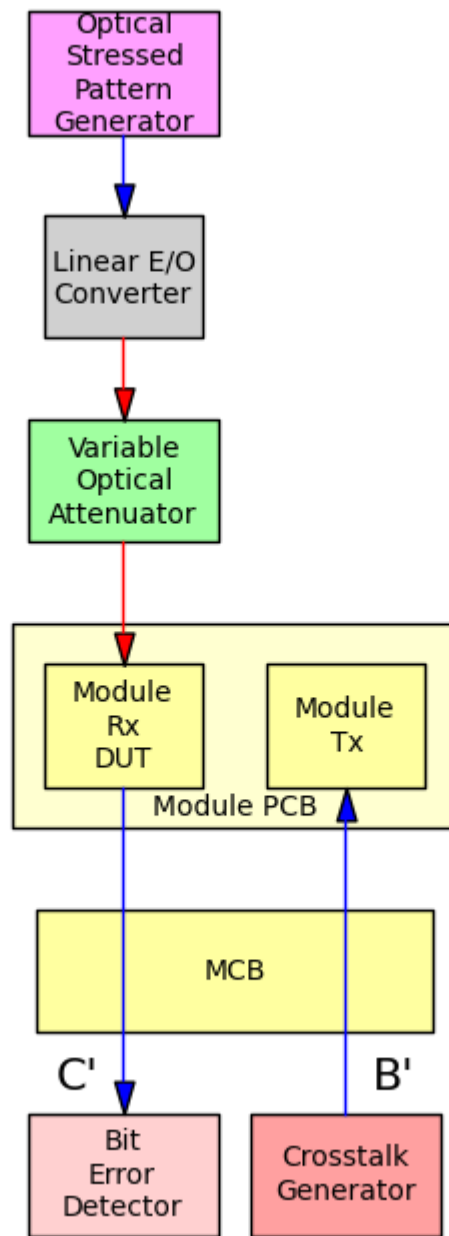 Optical
Stressed
Pattern
Generator
Linear E/O
Converter
Variable
Optical
Attenuator
Module
Rx
DUT
Module
Tx
Module PCB
MCB
C'
B'
Bit
Error
Detector
Crosstalk
Generator